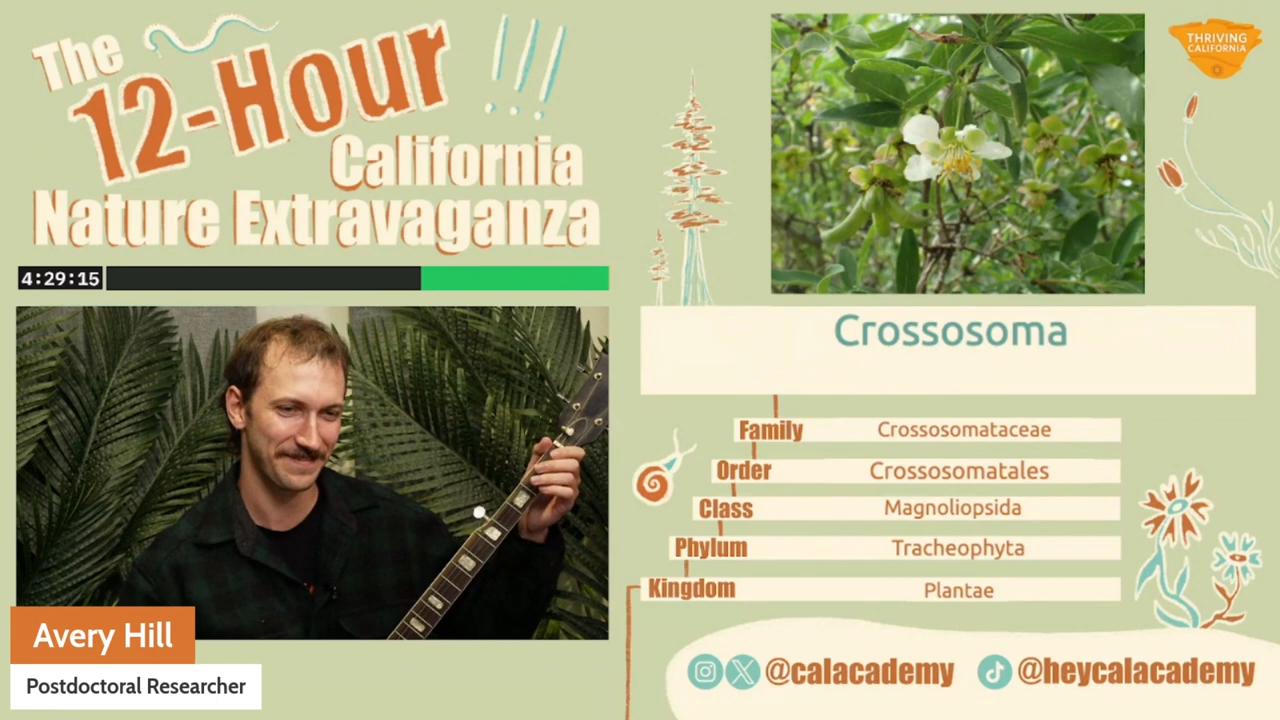 The
12-Hour!!!
California
Nature Extravaganza
4:29:15
THRIVING
CALIFORNIA
Crossosoma
Family Crossosomataceae
Order Crossosomatales
Class Magnoliopsida
Phylum Tracheophyta
Kingdom Plantae
Avery Hill
Postdoctoral Researcher
@calacademy @heycalacademy